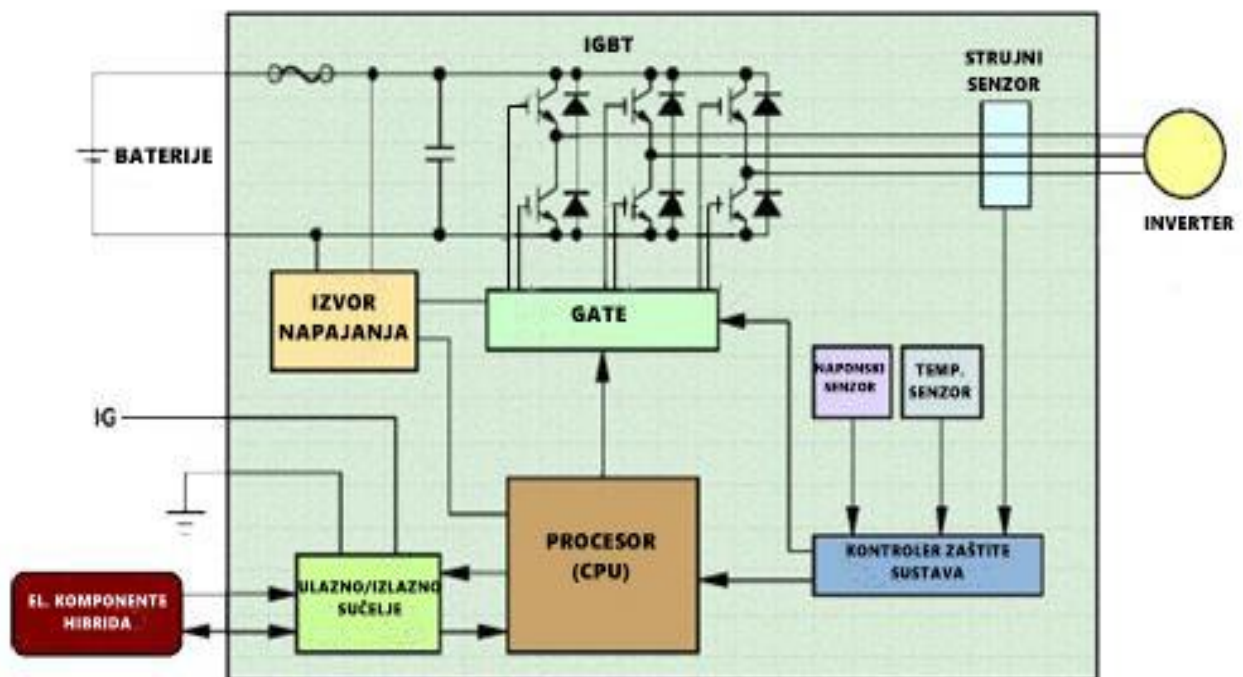 IGBT
STRUJNI
SENZOR
BATERIJE
INVERTER
IZVOR
NAPAJANJA
GATE
NAPONSKI
SENZOR
TEMP.
SENZOR
IG
PROCESOR
(CPU)
KONTROLER ZAŠTITE
SUSTAVA
ULAZNO/IZLAZNO
SUČELJE
EL. KOMPONENTE
HIBRIDA